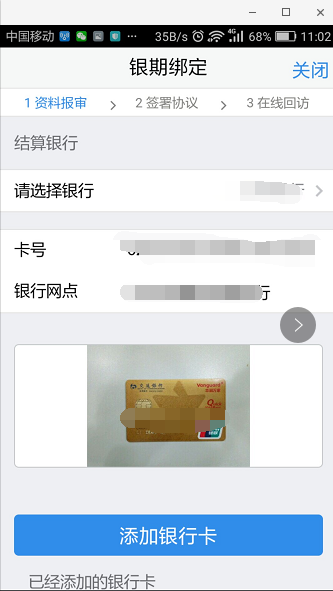 中国移动 ... 35B/s 4G 68% 11:02
银期绑定 关闭
1 资料报审 > 2 签署协议 > 3 在线回访
结算银行
请选择银行 行 >
卡号
银行网点 行
Vanguard
添加银行卡
已经添加的银行卡